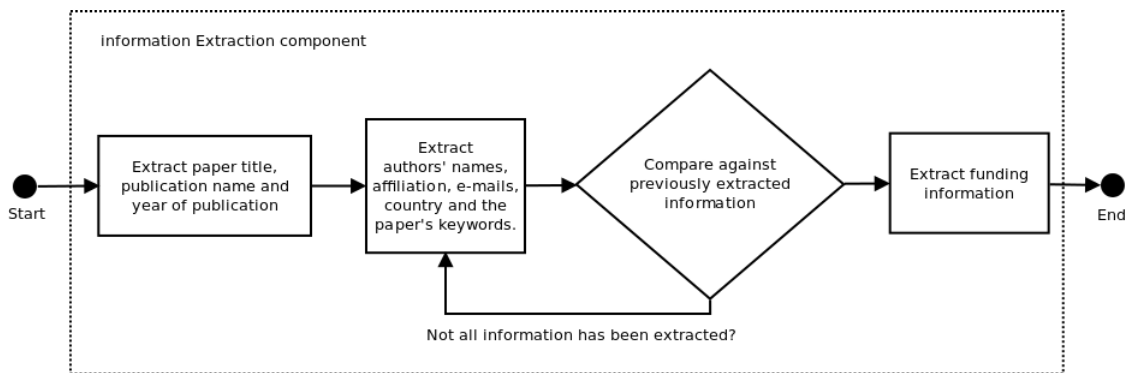 information Extraction component
Start
Extract paper title,
publication name and
year of publication
Extract
authors' names,
affiliation, e-mails,
country and the
paper's keywords.
Compare against
previously extracted
information
Not all information has been extracted?
Extract funding
information
End